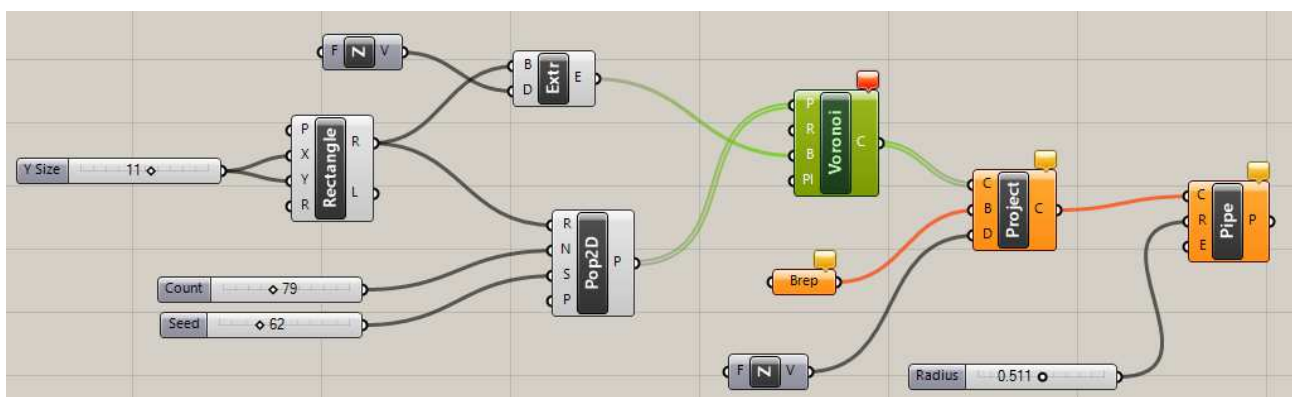 F Z V
B D Extr E
P X Y R Rectangle R L
Y Size 11
P R B Pl Voronoi C
C B D Project C
C R E Pipe P
R N S P Pop2D P
Count 79
Seed 62
Brep
F Z V
Radius 0.511